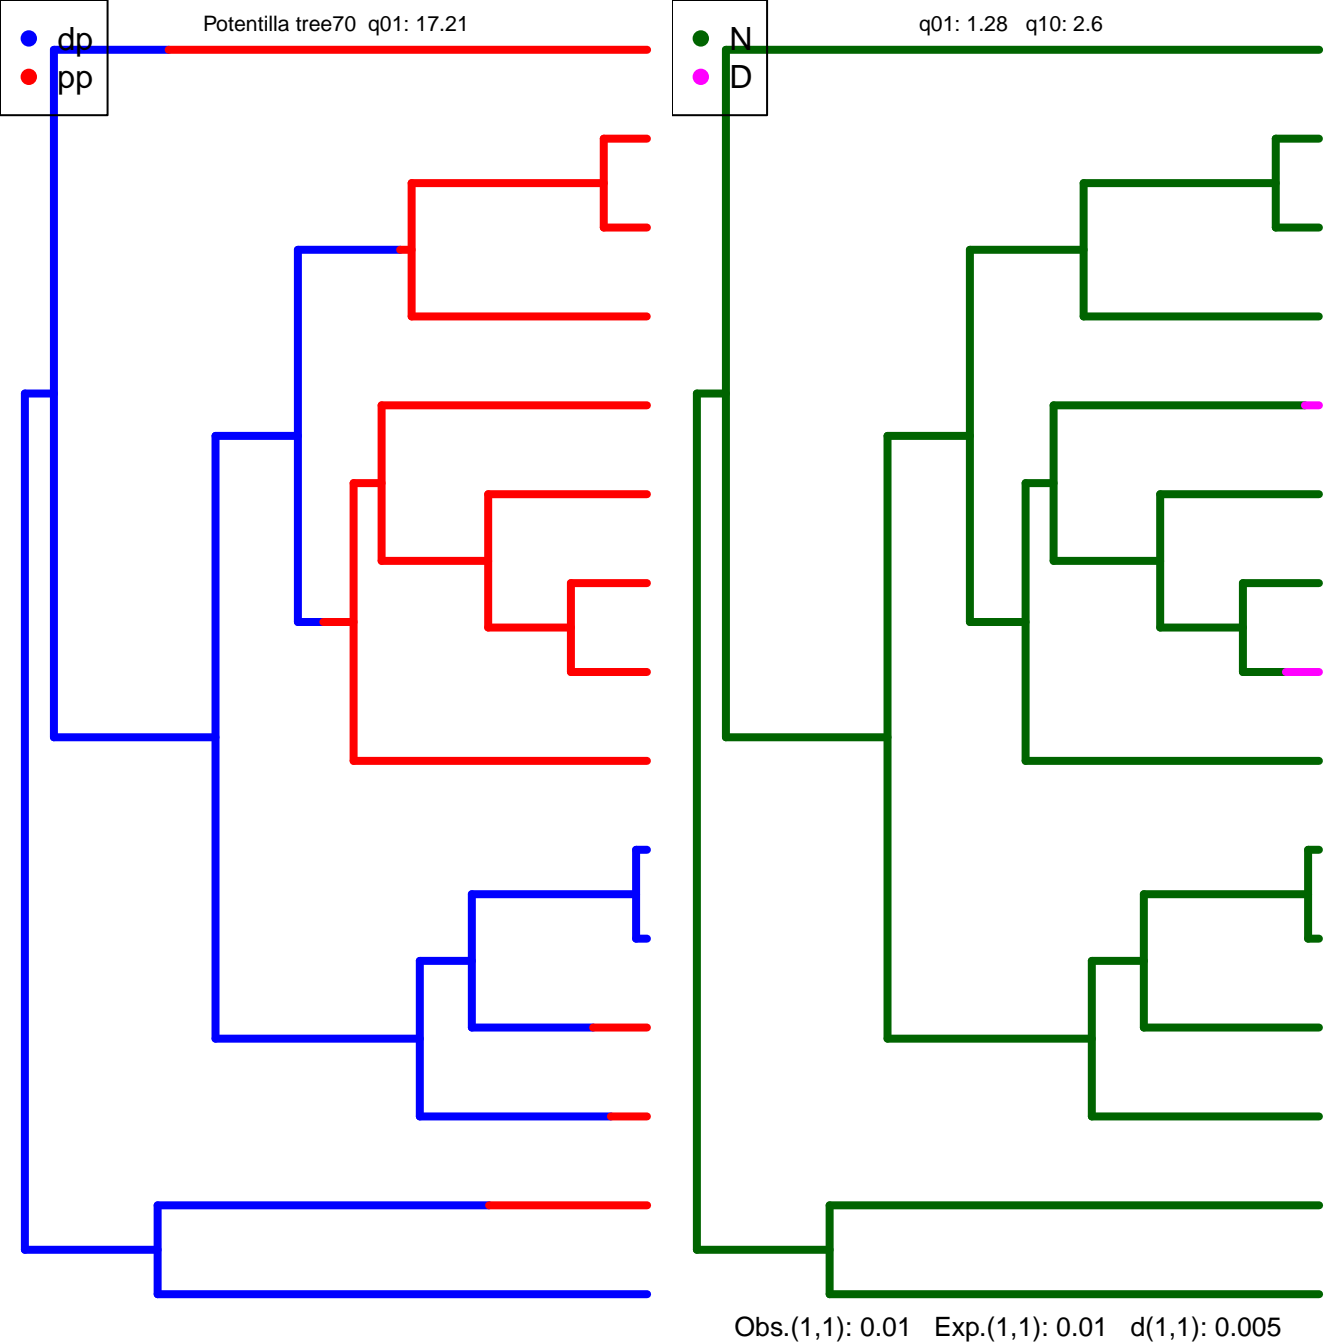 Potentilla tree70  q01: 17.21
dp
pp
q01: 1.28   q10: 2.6
N
D
Obs.(1,1): 0.01   Exp.(1,1): 0.01   d(1,1): 0.005